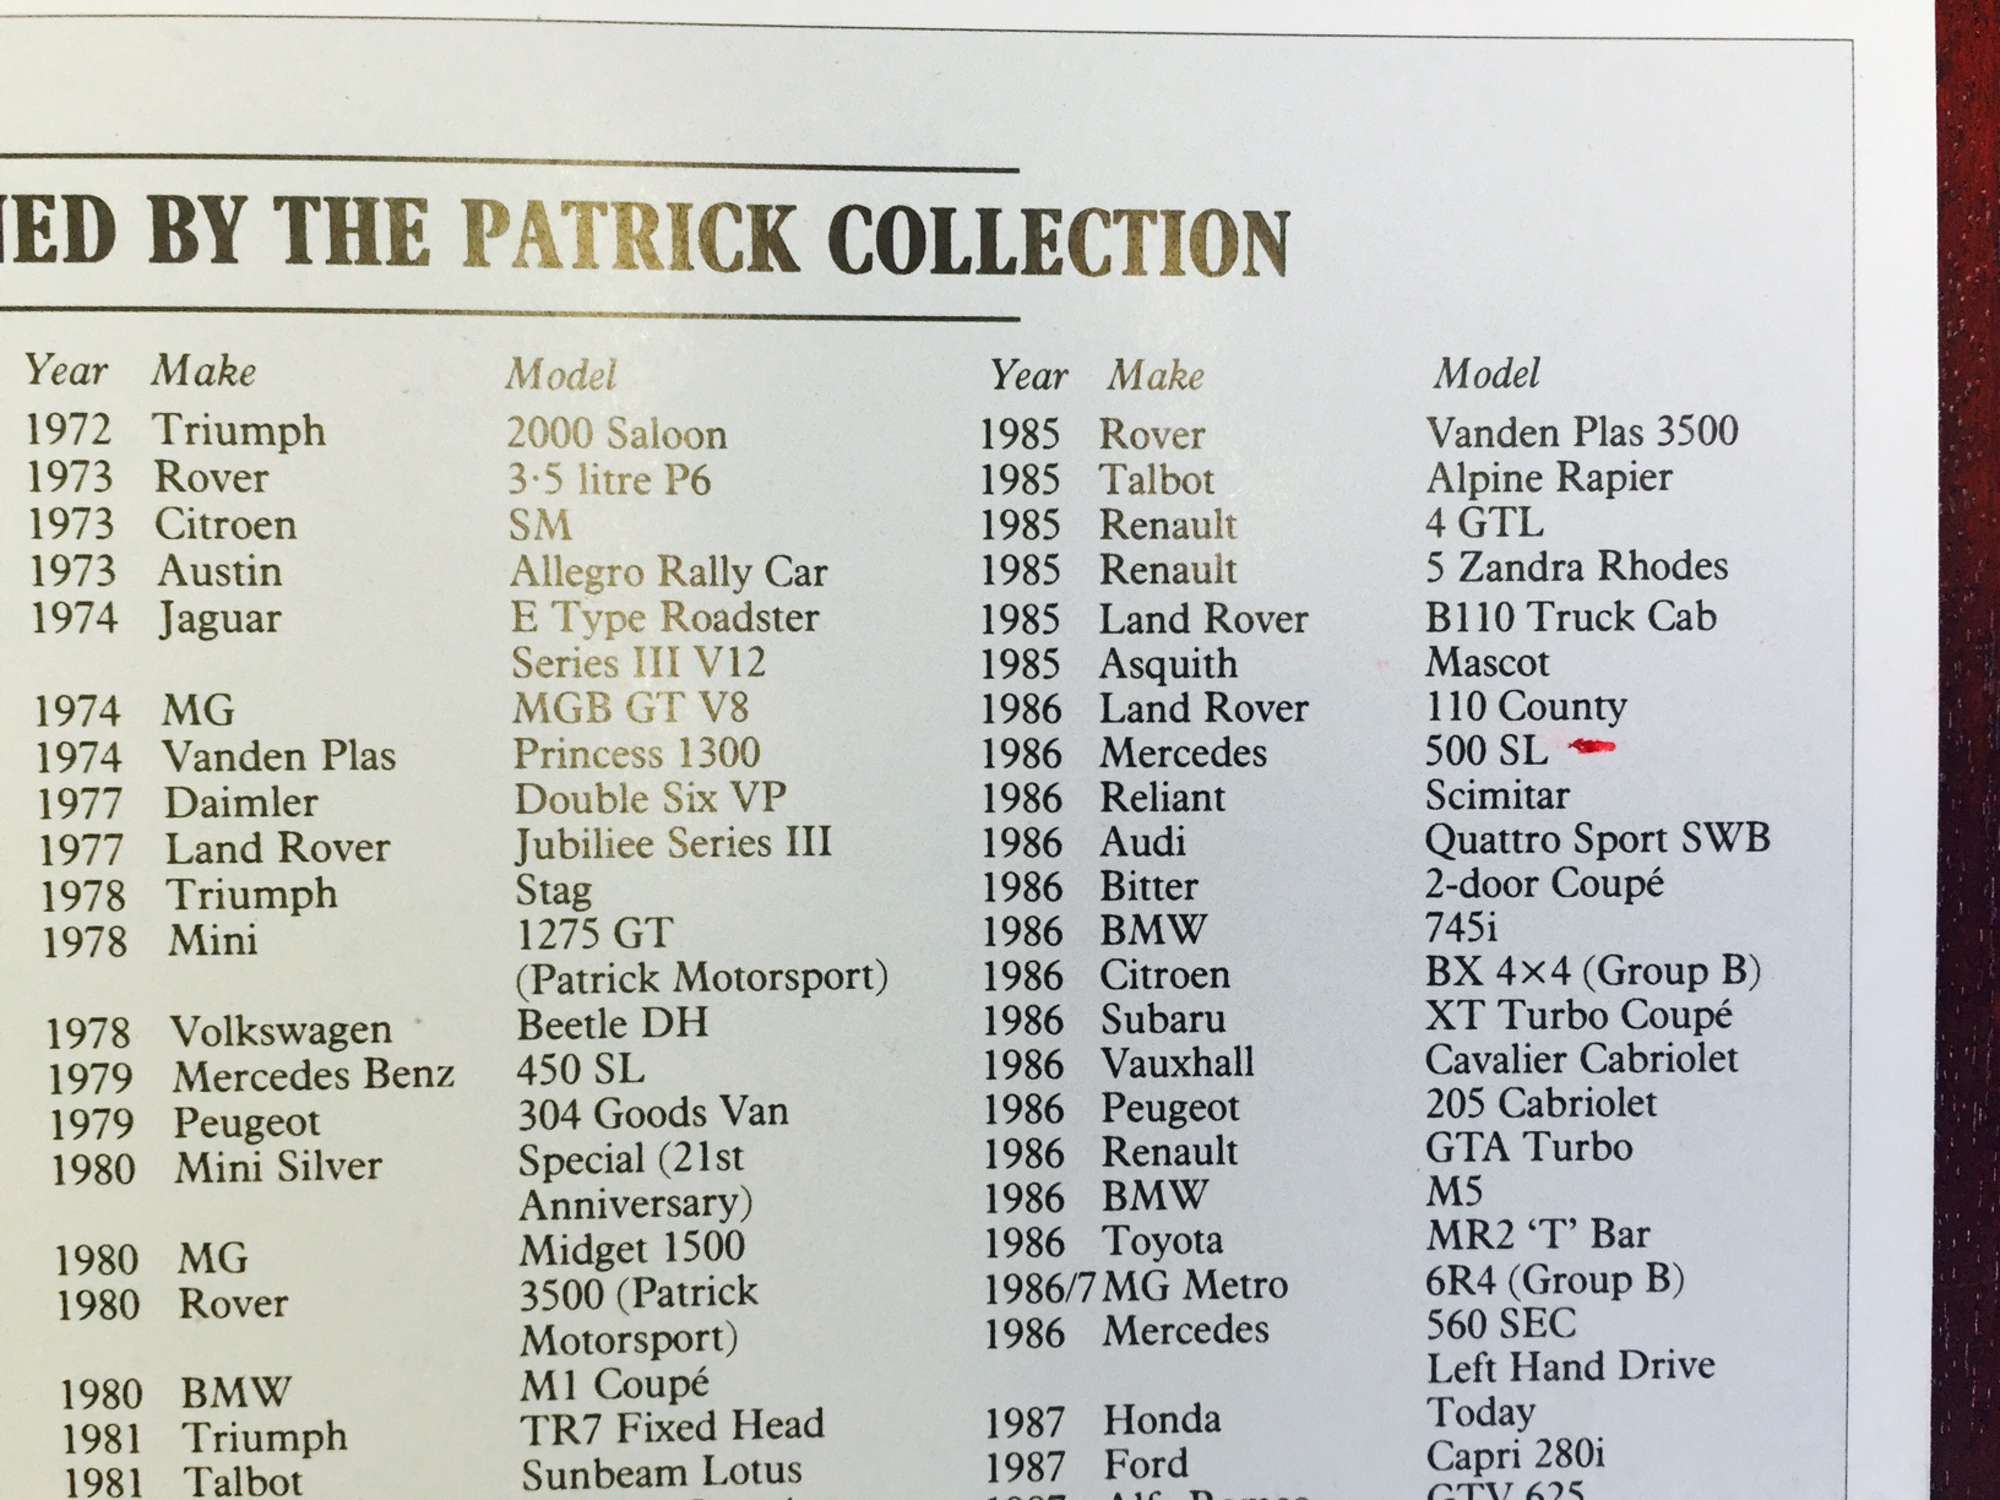 BY THE PATRICK COLLECTION
Year Make Model
1972 Triumph 2000 Saloon
1973 Rover 3·5 litre P6
1973 Citroen SM
1973 Austin Allegro Rally Car
1974 Jaguar E Type Roadster
Series III V12
1974 MG MGB GT V8
1974 Vanden Plas Princess 1300
1977 Daimler Double Six VP
1977 Land Rover Jubiliee Series III
1978 Triumph Stag
1978 Mini 1275 GT
(Patrick Motorsport)
1978 Volkswagen Beetle DH
1979 Mercedes Benz 450 SL
1979 Peugeot 304 Goods Van
1980 Mini Silver Special (21st
Anniversary)
1980 MG Midget 1500
1980 Rover 3500 (Patrick
Motorsport)
1980 BMW M1 Coupé
1981 Triumph TR7 Fixed Head
1981 Talbot Sunbeam Lotus
Year Make Model
1985 Rover Vanden Plas 3500
1985 Talbot Alpine Rapier
1985 Renault 4 GTL
1985 Renault 5 Zandra Rhodes
1985 Land Rover B110 Truck Cab
1985 Asquith Mascot
1986 Land Rover 110 County
1986 Mercedes 500 SL
1986 Reliant Scimitar
1986 Audi Quattro Sport SWB
1986 Bitter 2-door Coupé
1986 BMW 745i
1986 Citroen BX 4×4 (Group B)
1986 Subaru XT Turbo Coupé
1986 Vauxhall Cavalier Cabriolet
1986 Peugeot 205 Cabriolet
1986 Renault GTA Turbo
1986 BMW M5
1986 Toyota MR2 ‘T’ Bar
1986/7 MG Metro 6R4 (Group B)
1986 Mercedes 560 SEC
Left Hand Drive
1987 Honda Today
1987 Ford Capri 280i
GTV 625